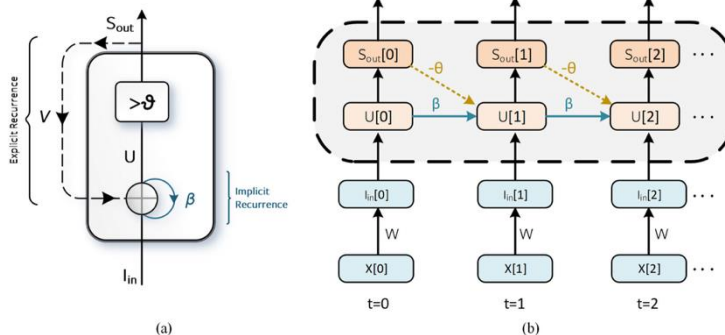 S_out
Explicit Recurrence
V
>ϑ
U
β
Implicit
Recurrence
I_in
(a)
S_out[0] S_out[1] S_out[2] ...
-θ -θ
β β
U[0] U[1] U[2] ...
I_in[0] I_in[1] I_in[2] ...
W W W
X[0] X[1] X[2] ...
t=0 t=1 t=2
(b)